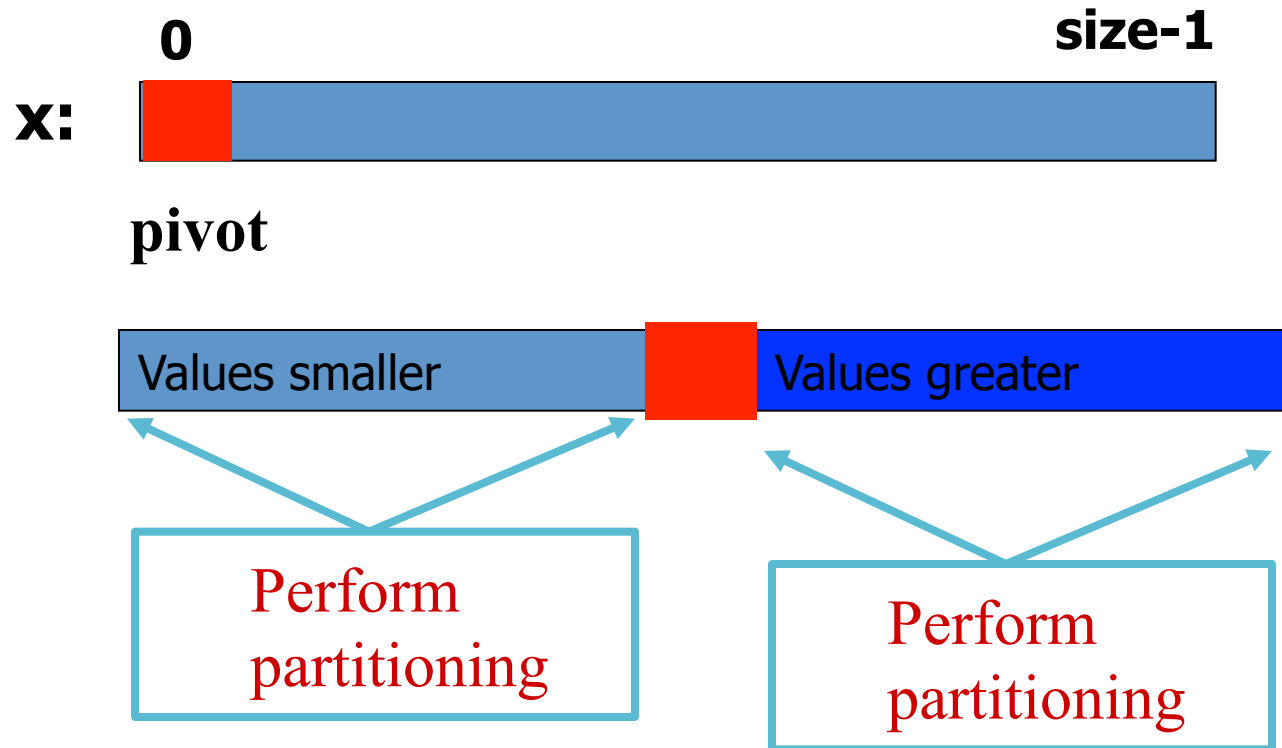 0
size-1
x:
pivot
Values smaller
Values greater
Perform
partitioning
Perform
partitioning